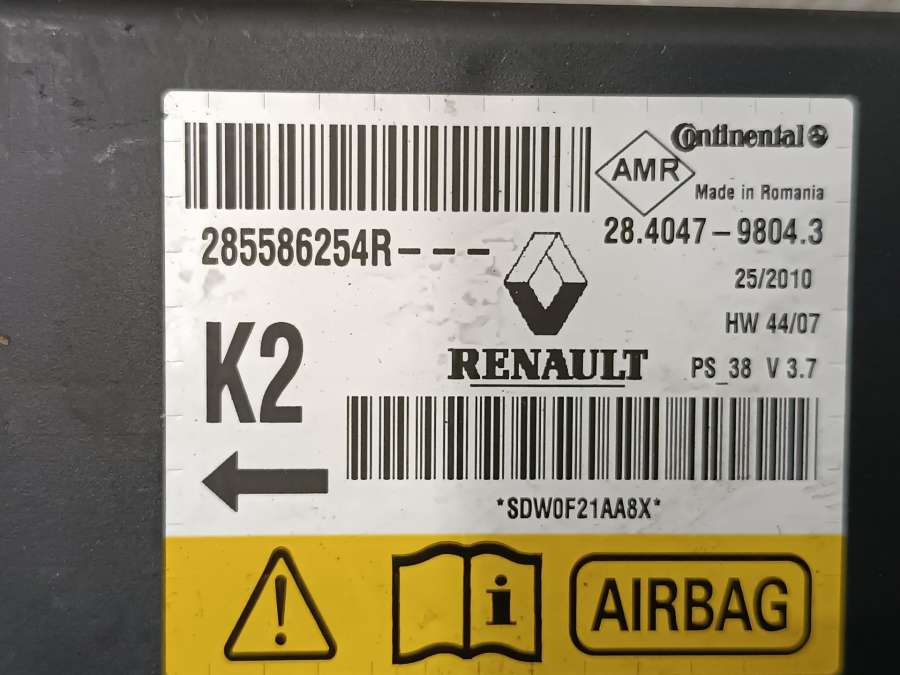 Continental
AMR
Made in Romania
285586254R---
28.4047-9804.3
25/2010
HW 44/07
K2
RENAULT
PS_38 V 3.7
*SDW0F21AA8X*
! i AIRBAG